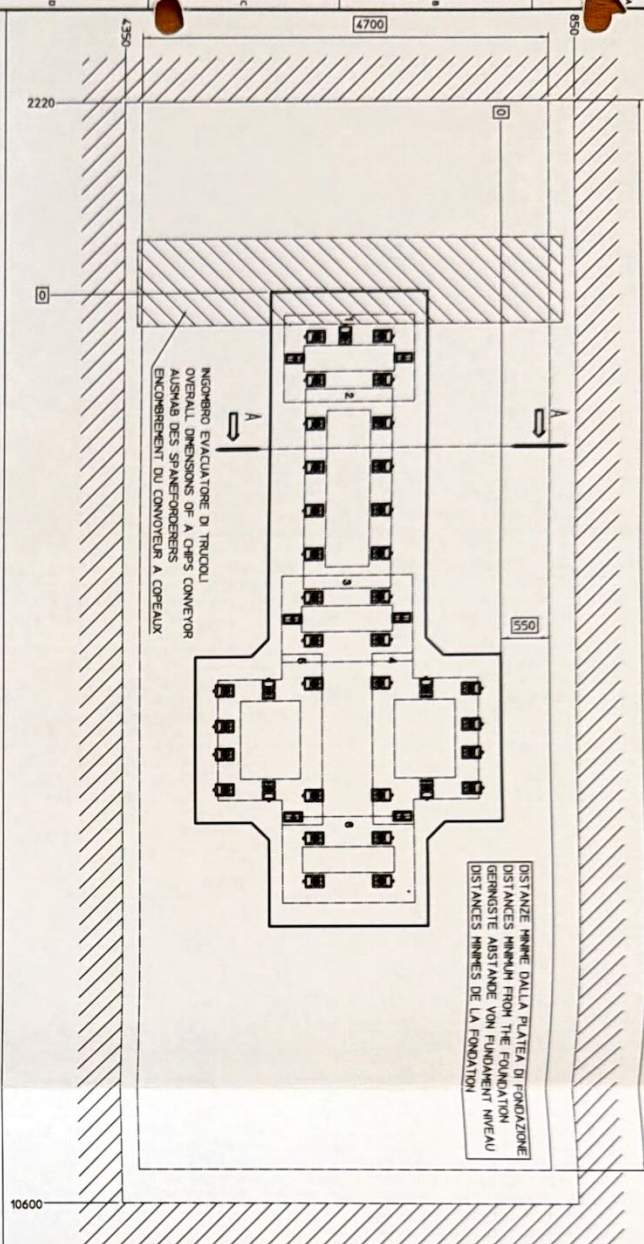 D
C
B
A
4350
4700
850
2220
0
0
1
2
A
A
INGOMBRO EVACUATORE DI TRUCIOLI
OVERALL DIMENSIONS OF A CHIPS CONVEYOR
AUSMAB DES SPANEFORDERERS
ENCOMBREMENT DU CONVOYEUR A COPEAUX
3
550
5
4
6
DISTANZE MINIME DALLA PLATEA DI FONDAZIONE
DISTANCES MINIMUM FROM THE FOUNDATION
GERINGSTE ABSTANDE VON FUNDAMENT NIVEAU
DISTANCES MINIMES DE LA FONDATION
10600